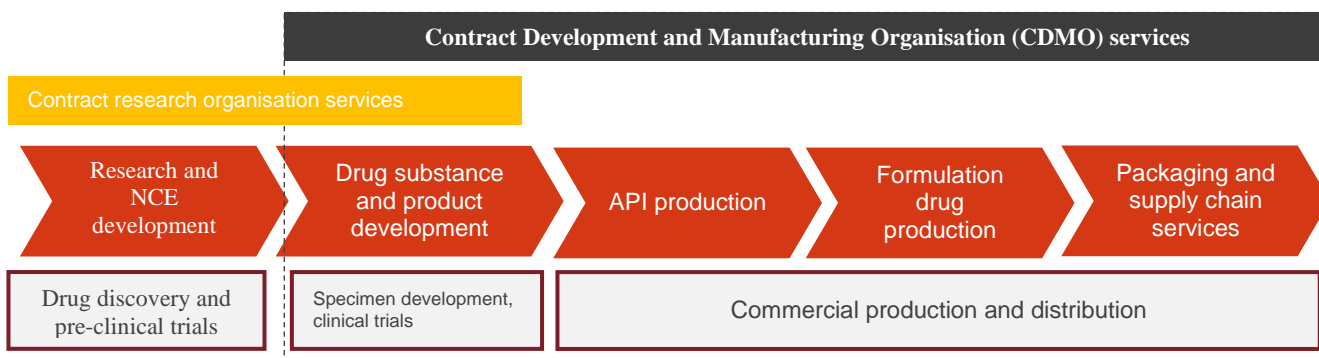 Contract Development and Manufacturing Organisation (CDMO) services
Contract research organisation services
Research and
NCE
development
Drug substance
and product
development
API production
Formulation
drug
production
Packaging and
supply chain
services
Drug discovery and
pre-clinical trials
Specimen development,
clinical trials
Commercial production and distribution